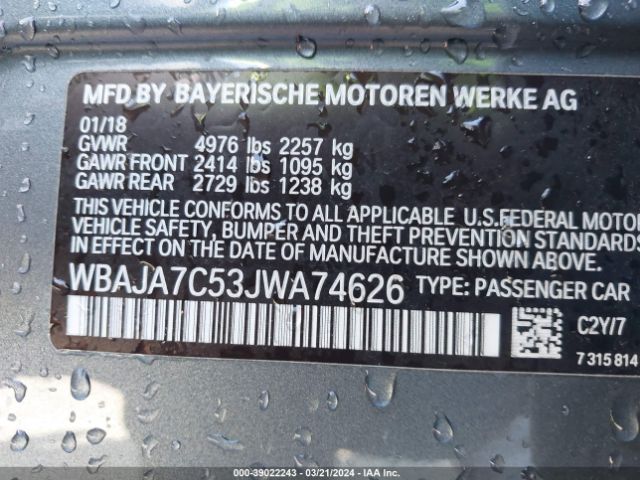 MFD BY BAYERISCHE MOTOREN WERKE AG
01/18
GVWR 4976 lbs 2257 kg
GAWR FRONT 2414 lbs 1095 kg
GAWR REAR 2729 lbs 1238 kg
THIS VEHICLE CONFORMS TO ALL APPLICABLE U.S.FEDERAL MOTOR
VEHICLE SAFETY, BUMPER AND THEFT PREVENTION STANDARDS
IN EFFECT ON THE DATE OF MANUFACTURE SHOWN ABOVE.
WBAJA7C53JWA74626 TYPE: PASSENGER CAR
C2Y/7
7 315 814
000-39022243 - 03/21/2024 - IAA Inc.